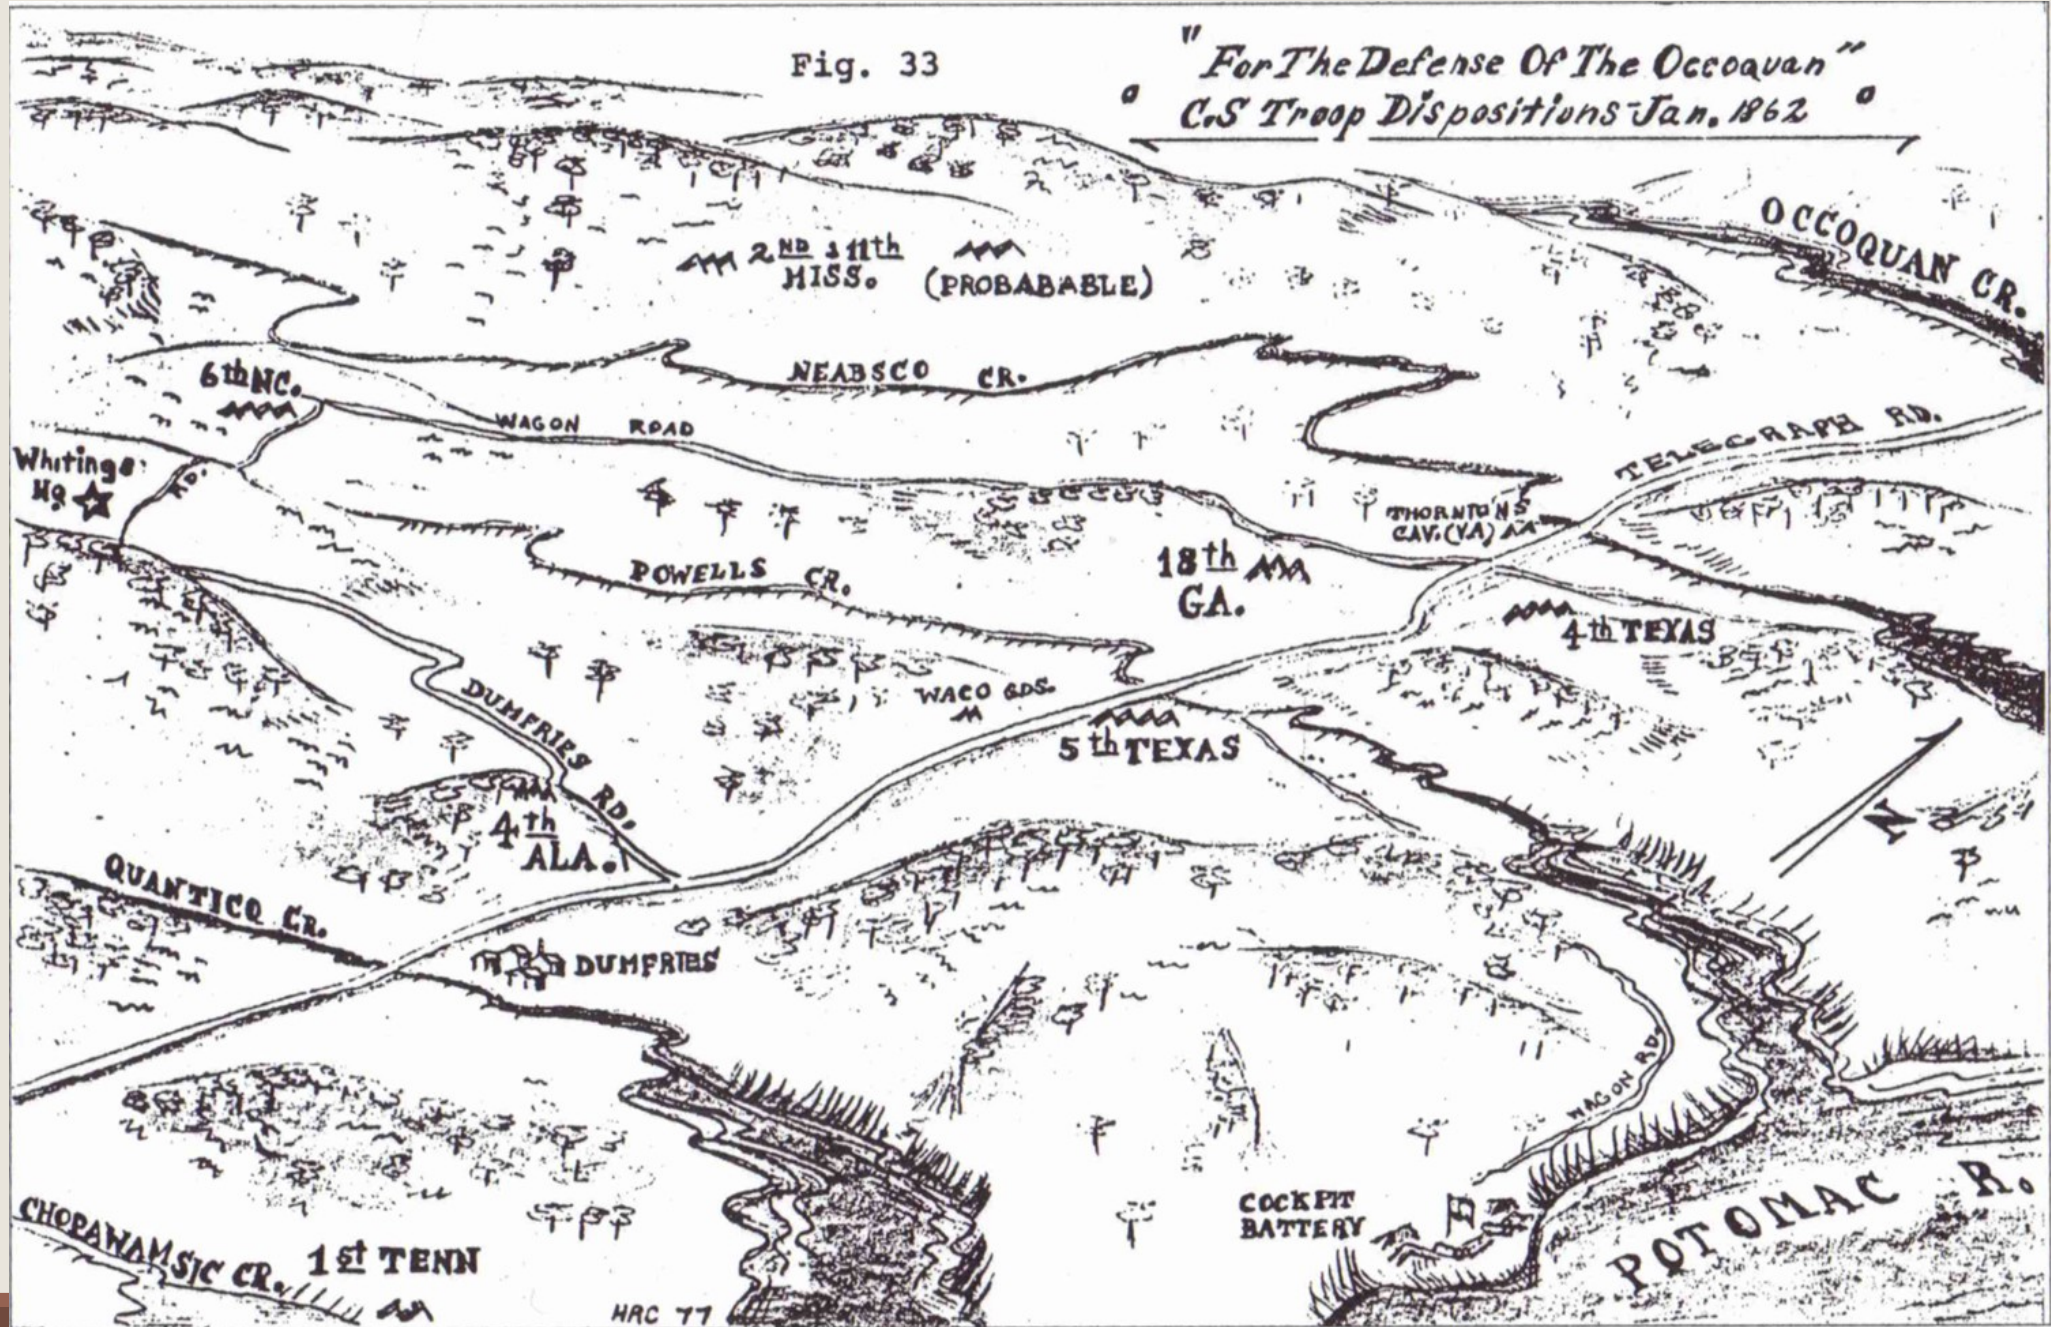 Fig. 33
"For The Defense Of The Occoquan"
C.S Troop Dispositions - Jan. 1862
OCCOQUAN CR.
2ND & 11th
MISS.
(PROBABABLE)
NEABSCO CR.
6th NC.
WAGON ROAD
TELEGRAPH RD.
Whitings
HQ
RD.
THORNTONS
CAV. (VA)
18th
GA.
POWELLS CR.
4th TEXAS
WACO GDS.
5th TEXAS
DUMFRIES RD.
4th
ALA.
N
QUANTICO CR.
DUMFRIES
WAGON RD.
COCKPIT
BATTERY
POTOMAC R.
CHOPAWAMSIC CR.
1st TENN
HRC 77